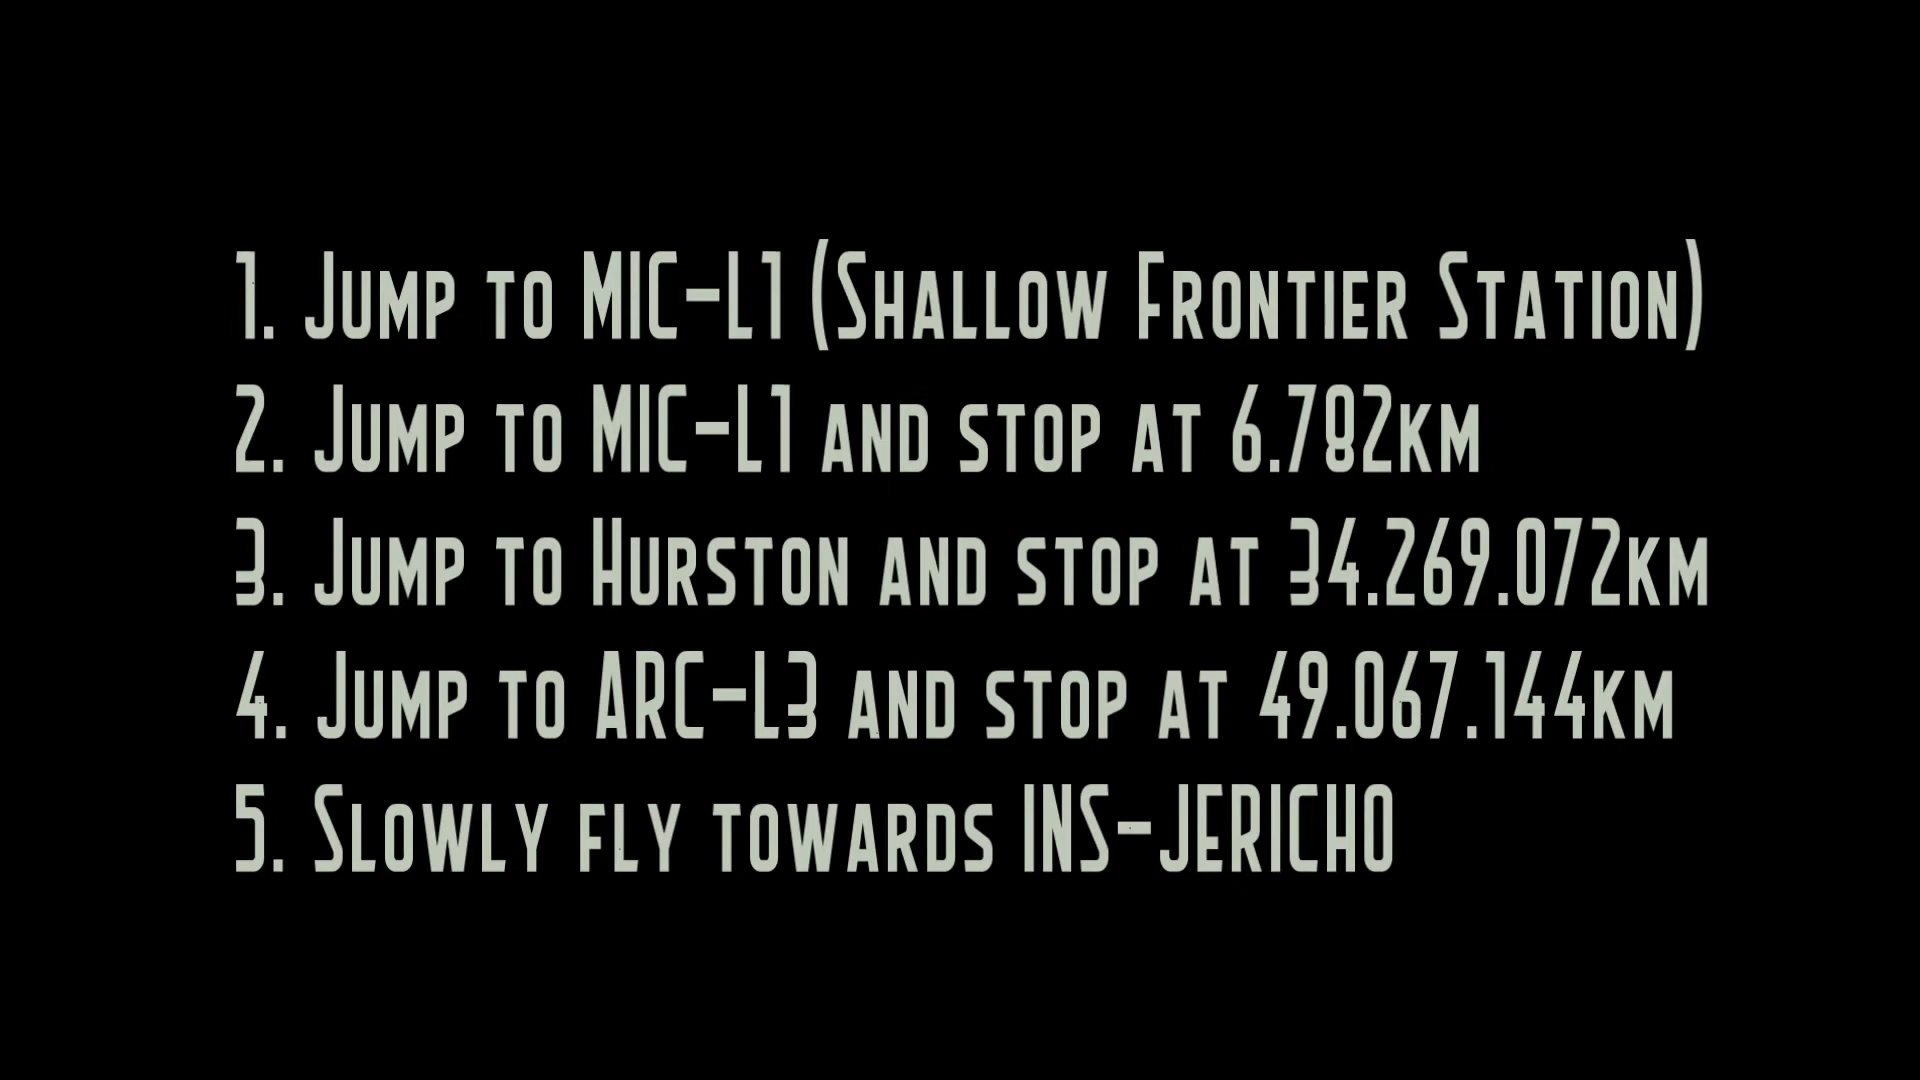 1. Jump to MIC-L1 (Shallow Frontier Station)
2. Jump to MIC-L1 and stop at 6.782km
3. Jump to Hurston and stop at 34.269.072km
4. Jump to ARC-L3 and stop at 49.067.144km
5. Slowly fly towards INS-JERICHO